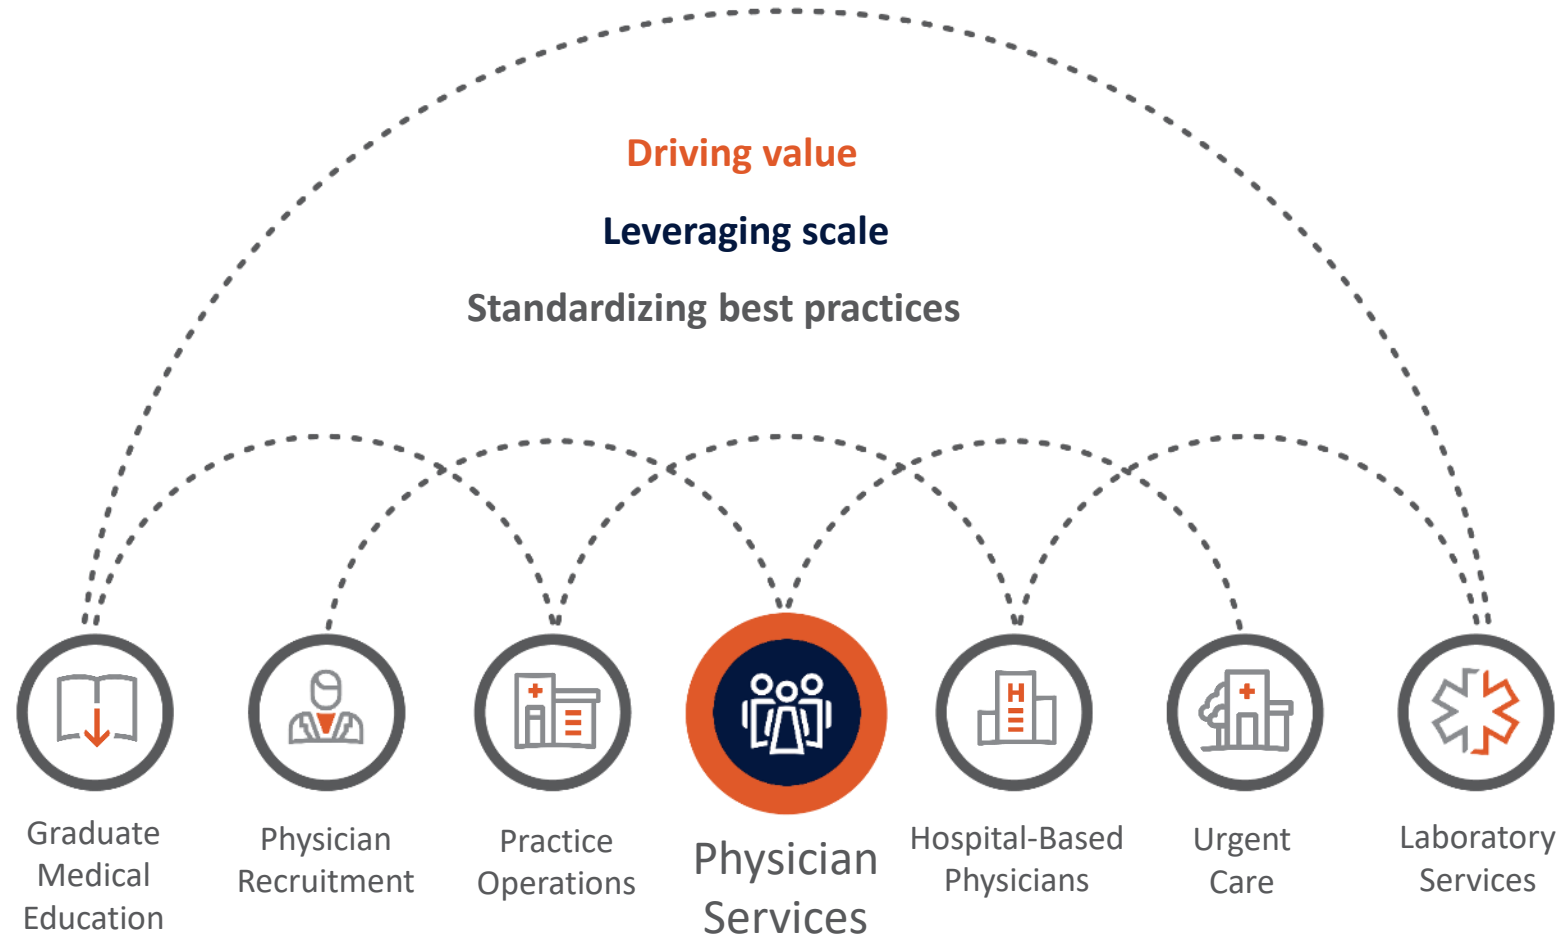 Driving value
Leveraging scale
Standardizing best practices
H
Graduate
Medical
Education
Physician
Recruitment
Practice
Operations
Physician
Services
Hospital-Based
Physicians
Urgent
Care
Laboratory
Services